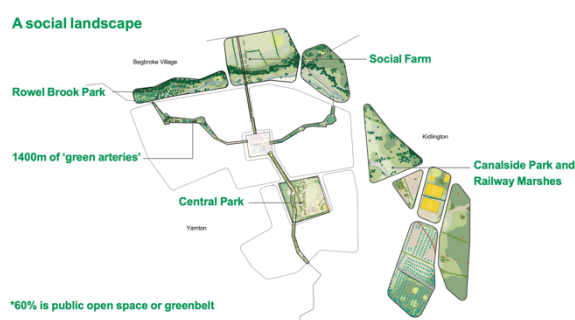 A social landscape
Begbroke Village
Social Farm
Rowel Brook Park
Kidlington
1400m of 'green arteries'
Canalside Park and
Railway Marshes
Central Park
Yarnton
*60% is public open space or greenbelt